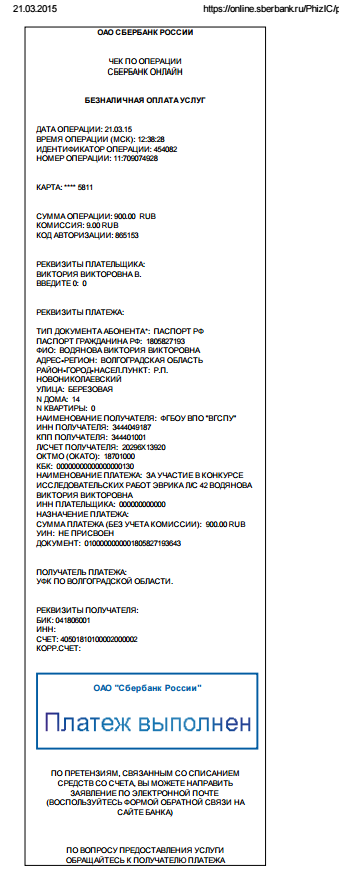 21.03.2015 https://online.sberbank.ru/PhizIC/p
ОАО СБЕРБАНК РОССИИ
ЧЕК ПО ОПЕРАЦИИ
СБЕРБАНК ОНЛАЙН
БЕЗНАЛИЧНАЯ ОПЛАТА УСЛУГ
ДАТА ОПЕРАЦИИ: 21.03.15
ВРЕМЯ ОПЕРАЦИИ (МСК): 12:38:28
ИДЕНТИФИКАТОР ОПЕРАЦИИ: 454082
НОМЕР ОПЕРАЦИИ: 11:709074928
КАРТА: **** 5811
СУММА ОПЕРАЦИИ: 900.00 RUB
КОМИССИЯ: 9.00 RUB
КОД АВТОРИЗАЦИИ: 865153
РЕКВИЗИТЫ ПЛАТЕЛЬЩИКА:
ВИКТОРИЯ ВИКТОРОВНА В.
ВВЕДИТЕ 0: 0
РЕКВИЗИТЫ ПЛАТЕЖА:
ТИП ДОКУМЕНТА АБОНЕНТА*: ПАСПОРТ РФ
ПАСПОРТ ГРАЖДАНИНА РФ: 1805827193
ФИО: ВОДЯНОВА ВИКТОРИЯ ВИКТОРОВНА
АДРЕС-РЕГИОН: ВОЛГОГРАДСКАЯ ОБЛАСТЬ
РАЙОН-ГОРОД-НАСЕЛ.ПУНКТ: Р.П.
НОВОНИКОЛАЕВСКИЙ
УЛИЦА: БЕРЕЗОВАЯ
N ДОМА: 14
N КВАРТИРЫ: 0
НАИМЕНОВАНИЕ ПОЛУЧАТЕЛЯ: ФГБОУ ВПО "ВГСПУ"
ИНН ПОЛУЧАТЕЛЯ: 3444049187
КПП ПОЛУЧАТЕЛЯ: 344401001
Л/СЧЕТ ПОЛУЧАТЕЛЯ: 20296X13920
ОКТМО (ОКАТО): 18701000
КБК: 00000000000000000130
НАИМЕНОВАНИЕ ПЛАТЕЖА: ЗА УЧАСТИЕ В КОНКУРСЕ
ИССЛЕДОВАТЕЛЬСКИХ РАБОТ ЭВРИКА Л/С 42 ВОДЯНОВА
ВИКТОРИЯ ВИКТОРОВНА
ИНН ПЛАТЕЛЬЩИКА: 000000000000
НАЗНАЧЕНИЕ ПЛАТЕЖА:
СУММА ПЛАТЕЖА (БЕЗ УЧЕТА КОМИССИИ): 900.00 RUB
УИН: НЕ ПРИСВОЕН
ДОКУМЕНТ: 0100000000001805827193643
ПОЛУЧАТЕЛЬ ПЛАТЕЖА:
УФК ПО ВОЛГОГРАДСКОЙ ОБЛАСТИ.
РЕКВИЗИТЫ ПОЛУЧАТЕЛЯ:
БИК: 041806001
ИНН:
СЧЕТ: 40501810100002000002
КОРР.СЧЕТ:
ОАО "Сбербанк России"
Платеж выполнен
ПО ПРЕТЕНЗИЯМ, СВЯЗАННЫМ СО СПИСАНИЕМ
СРЕДСТВ СО СЧЕТА, ВЫ МОЖЕТЕ НАПРАВИТЬ
ЗАЯВЛЕНИЕ ПО ЭЛЕКТРОННОЙ ПОЧТЕ
(ВОСПОЛЬЗУЙТЕСЬ ФОРМОЙ ОБРАТНОЙ СВЯЗИ НА
САЙТЕ БАНКА)
ПО ВОПРОСУ ПРЕДОСТАВЛЕНИЯ УСЛУГИ
ОБРАЩАЙТЕСЬ К ПОЛУЧАТЕЛЮ ПЛАТЕЖА